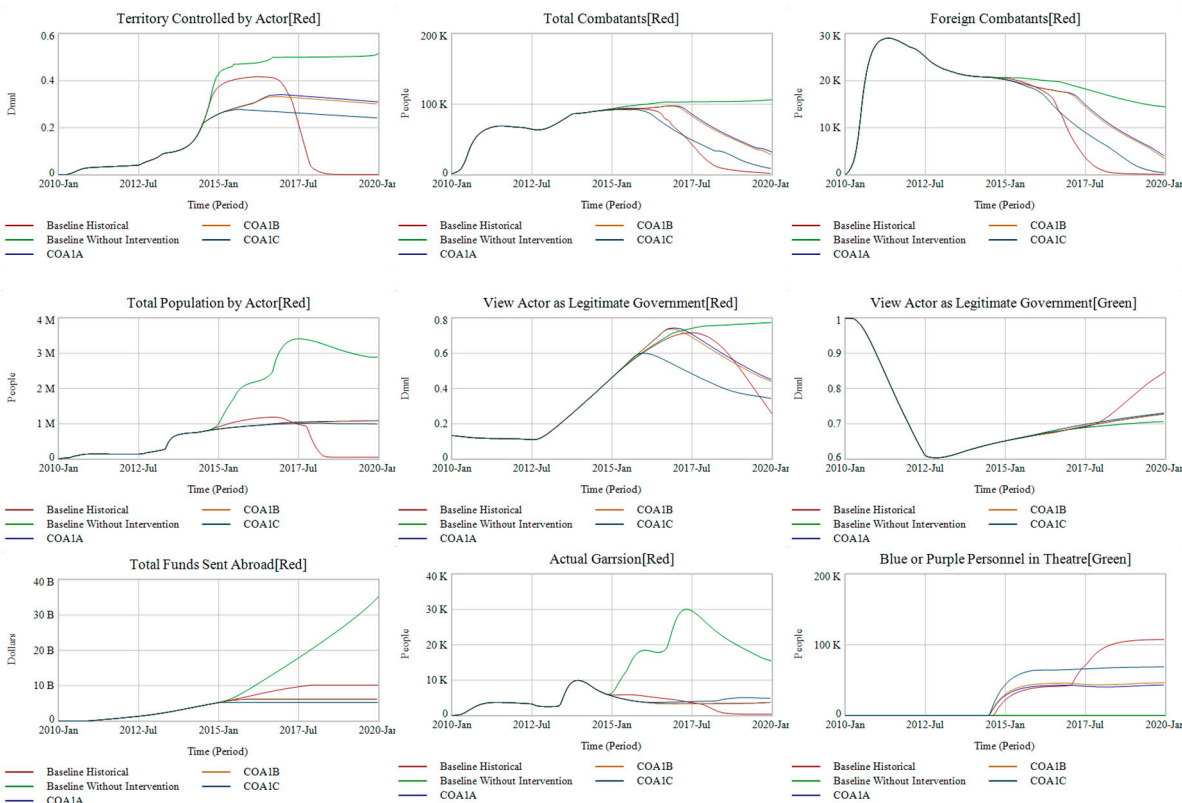 Territory Controlled by Actor[Red]
0.6
0.4
0.2
0
Dmnl
2010-Jan 2012-Jul 2015-Jan 2017-Jul 2020-Jan
Time (Period)
Baseline Historical COA1B
Baseline Without Intervention COA1C
COA1A
Total Combatants[Red]
200 K
100 K
0
People
2010-Jan 2012-Jul 2015-Jan 2017-Jul 2020-Jan
Time (Period)
Baseline Historical COA1B
Baseline Without Intervention COA1C
COA1A
Foreign Combatants[Red]
30 K
20 K
10 K
0
People
2010-Jan 2012-Jul 2015-Jan 2017-Jul 2020-Jan
Time (Period)
Baseline Historical COA1B
Baseline Without Intervention COA1C
COA1A
Total Population by Actor[Red]
4 M
3 M
2 M
1 M
0
People
2010-Jan 2012-Jul 2015-Jan 2017-Jul 2020-Jan
Time (Period)
Baseline Historical COA1B
Baseline Without Intervention COA1C
COA1A
View Actor as Legitimate Government[Red]
0.8
0.6
0.4
0.2
0
Dmnl
2010-Jan 2012-Jul 2015-Jan 2017-Jul 2020-Jan
Time (Period)
Baseline Historical COA1B
Baseline Without Intervention COA1C
COA1A
View Actor as Legitimate Government[Green]
1
0.9
0.8
0.7
0.6
Dmnl
2010-Jan 2012-Jul 2015-Jan 2017-Jul 2020-Jan
Time (Period)
Baseline Historical COA1B
Baseline Without Intervention COA1C
COA1A
Total Funds Sent Abroad[Red]
40 B
30 B
20 B
10 B
0
Dollars
2010-Jan 2012-Jul 2015-Jan 2017-Jul 2020-Jan
Time (Period)
Baseline Historical COA1B
Baseline Without Intervention COA1C
COA1A
Actual Garrsion[Red]
40 K
30 K
20 K
10 K
0
People
2010-Jan 2012-Jul 2015-Jan 2017-Jul 2020-Jan
Time (Period)
Baseline Historical COA1B
Baseline Without Intervention COA1C
COA1A
Blue or Purple Personnel in Theatre[Green]
200 K
100 K
0
People
2010-Jan 2012-Jul 2015-Jan 2017-Jul 2020-Jan
Time (Period)
Baseline Historical COA1B
Baseline Without Intervention COA1C
COA1A